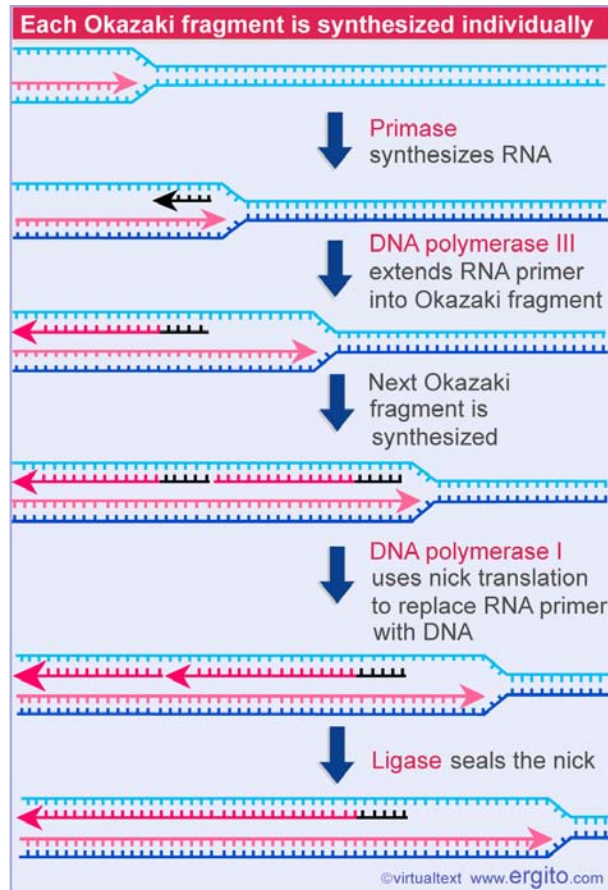 Each Okazaki fragment is synthesized individually
Primase
synthesizes RNA
DNA polymerase III
extends RNA primer
into Okazaki fragment
Next Okazaki
fragment is
synthesized
DNA polymerase I
uses nick translation
to replace RNA primer
with DNA
Ligase seals the nick
©virtualtext www.ergito.com